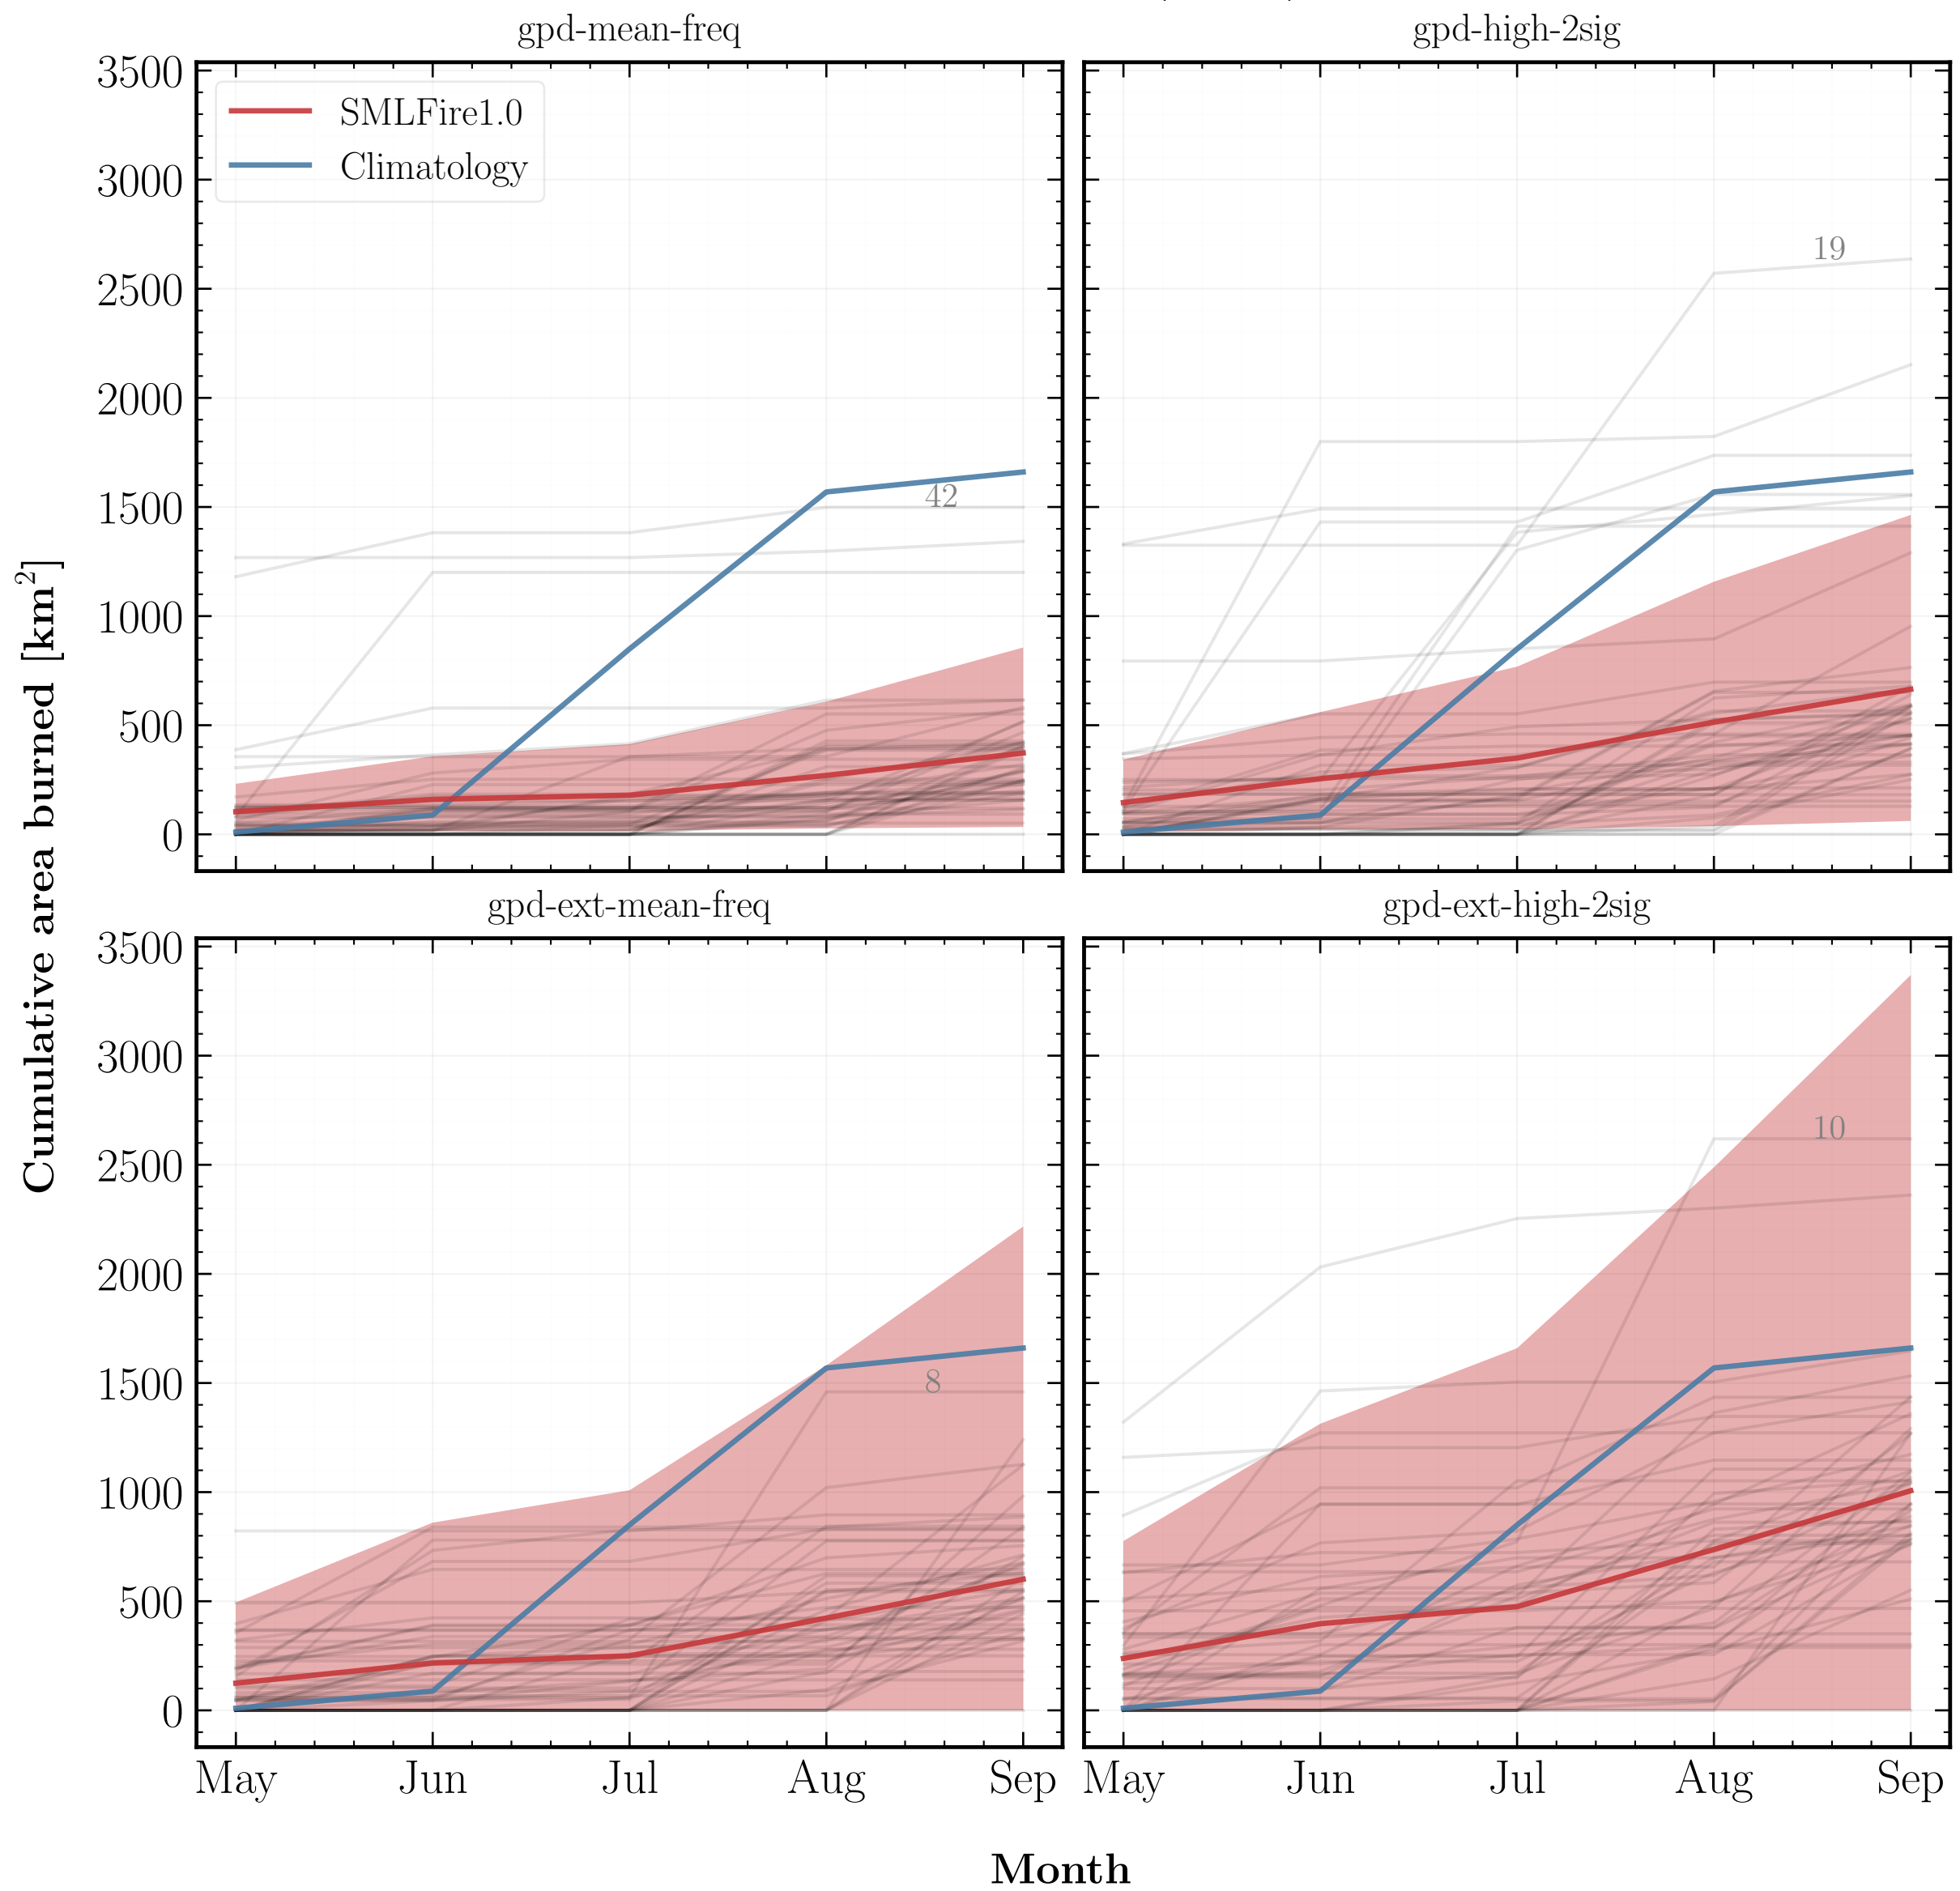 gpd-mean-freq
gpd-high-2sig
3500
3000
2500
2000
1500
1000
500
0
SMLFire1.0
Climatology
42
19
Cumulative area burned [km²]
gpd-ext-mean-freq
gpd-ext-high-2sig
3500
3000
2500
2000
1500
1000
500
0
8
10
May Jun Jul Aug Sep
May Jun Jul Aug Sep
Month